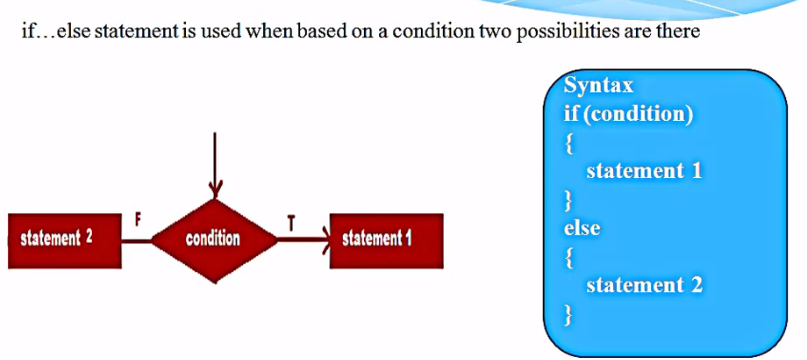 if…else statement is used when based on a condition two possibilities are there
Syntax
if (condition)
{
statement 1
}
else
{
statement 2
}
F
T
statement 2
condition
statement 1